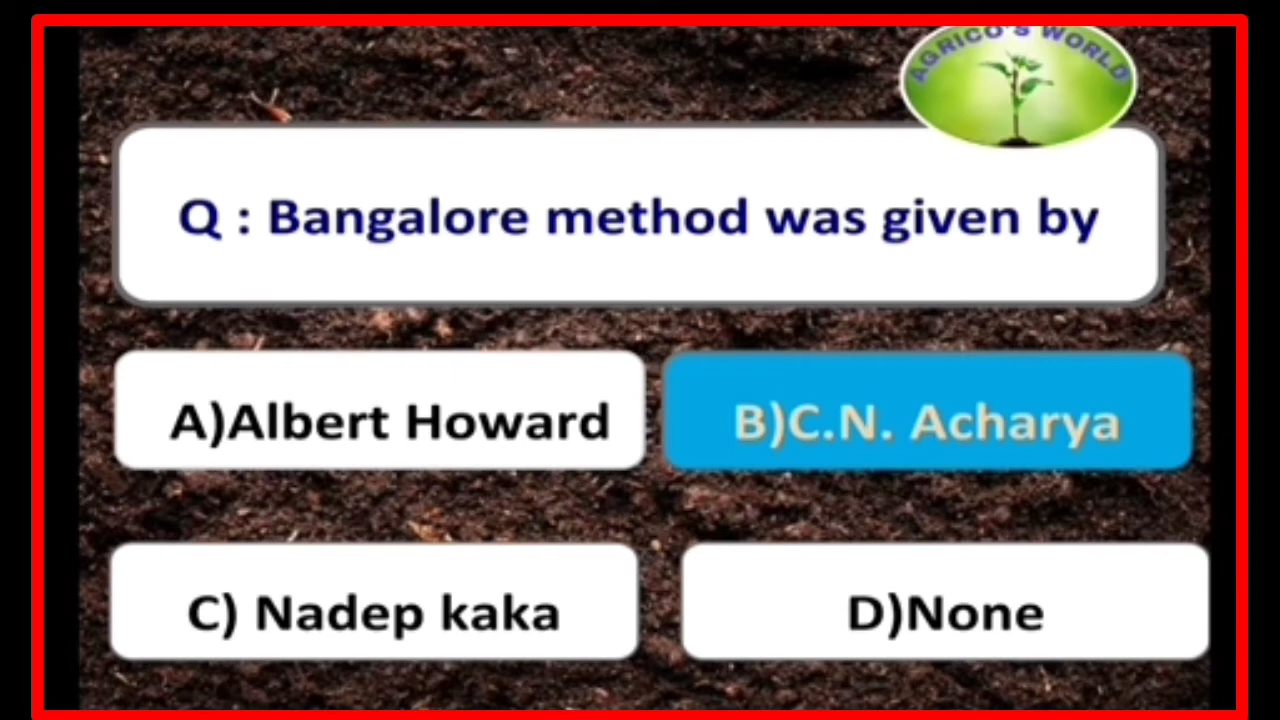 AGRICO'S WORLD
Q : Bangalore method was given by
A)Albert Howard
B)C.N. Acharya
C) Nadep kaka
D)None